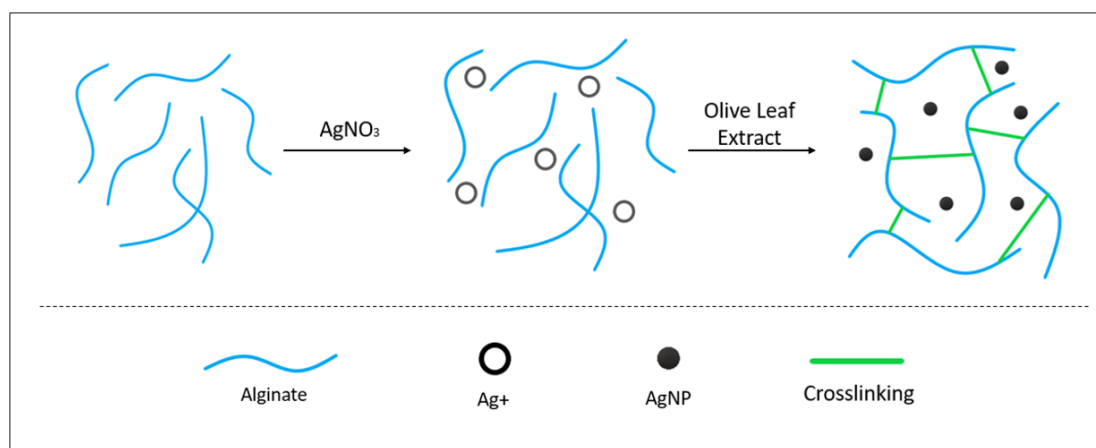 AgNO₃
Olive Leaf
Extract
Alginate
Ag+
AgNP
Crosslinking